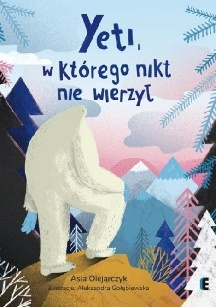 Yeti,
w którego nikt
nie wierzył
Asia Olejarczyk
ilustracje: Aleksandra Gołębiewska
E